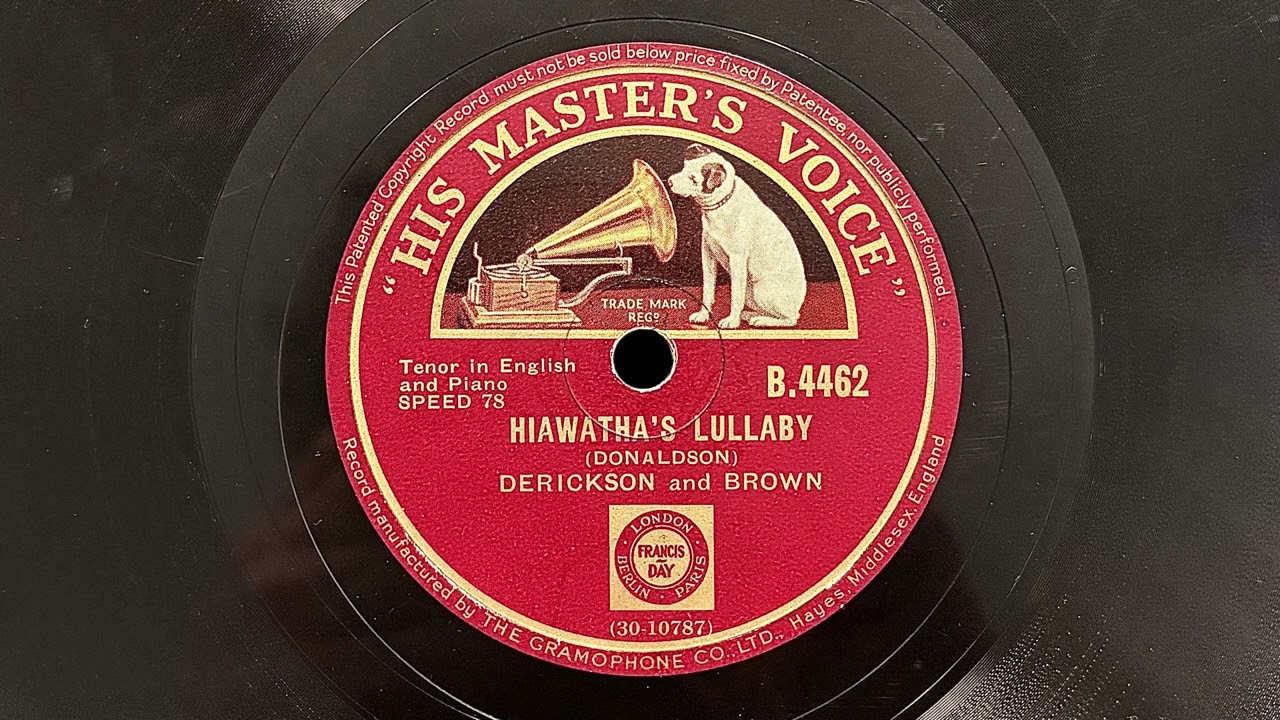 This Patented Copyright Record must not be sold below price fixed by Patentee, nor publicly performed.
“HIS MASTER'S VOICE”
TRADE MARK
REGD
Tenor in English
and Piano
SPEED 78
B.4462
HIAWATHA'S LULLABY
(DONALDSON)
DERICKSON and BROWN
LONDON
FRANCIS
~
DAY
BERLIN · PARIS
(30-10787)
Record manufactured by THE GRAMOPHONE CO., LTD., Hayes, Middlesex, England